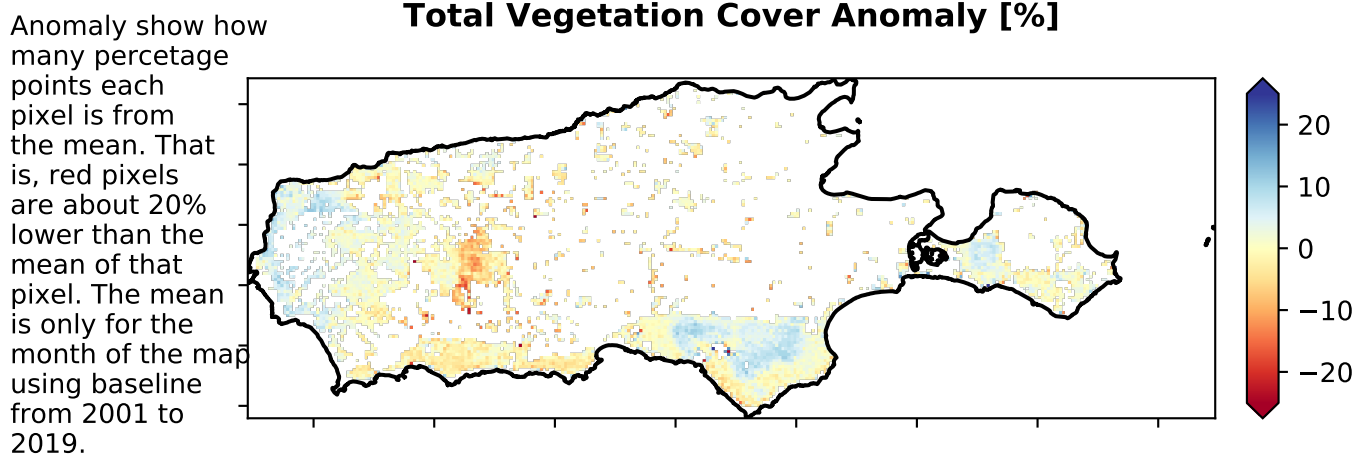 Total Vegetation Cover Anomaly [%]
Anomaly show how
many percetage
points each
pixel is from
the mean. That
is, red pixels
are about 20%
lower than the
mean of that
pixel. The mean
is only for the
month of the map
using baseline
from 2001 to
2019.
20
10
0
−10
−20